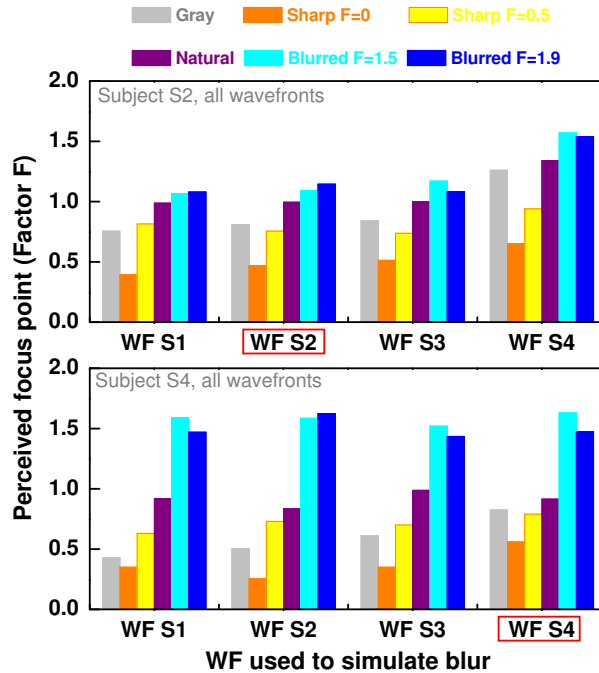 Gray Sharp F=0 Sharp F=0.5
Natural Blurred F=1.5 Blurred F=1.9
Perceived focus point (Factor F)
2.0
Subject S2, all wavefronts
1.5
1.0
0.5
0.0
WF S1 WF S2 WF S3 WF S4
2.0
Subject S4, all wavefronts
1.5
1.0
0.5
0.0
WF S1 WF S2 WF S3 WF S4
WF used to simulate blur